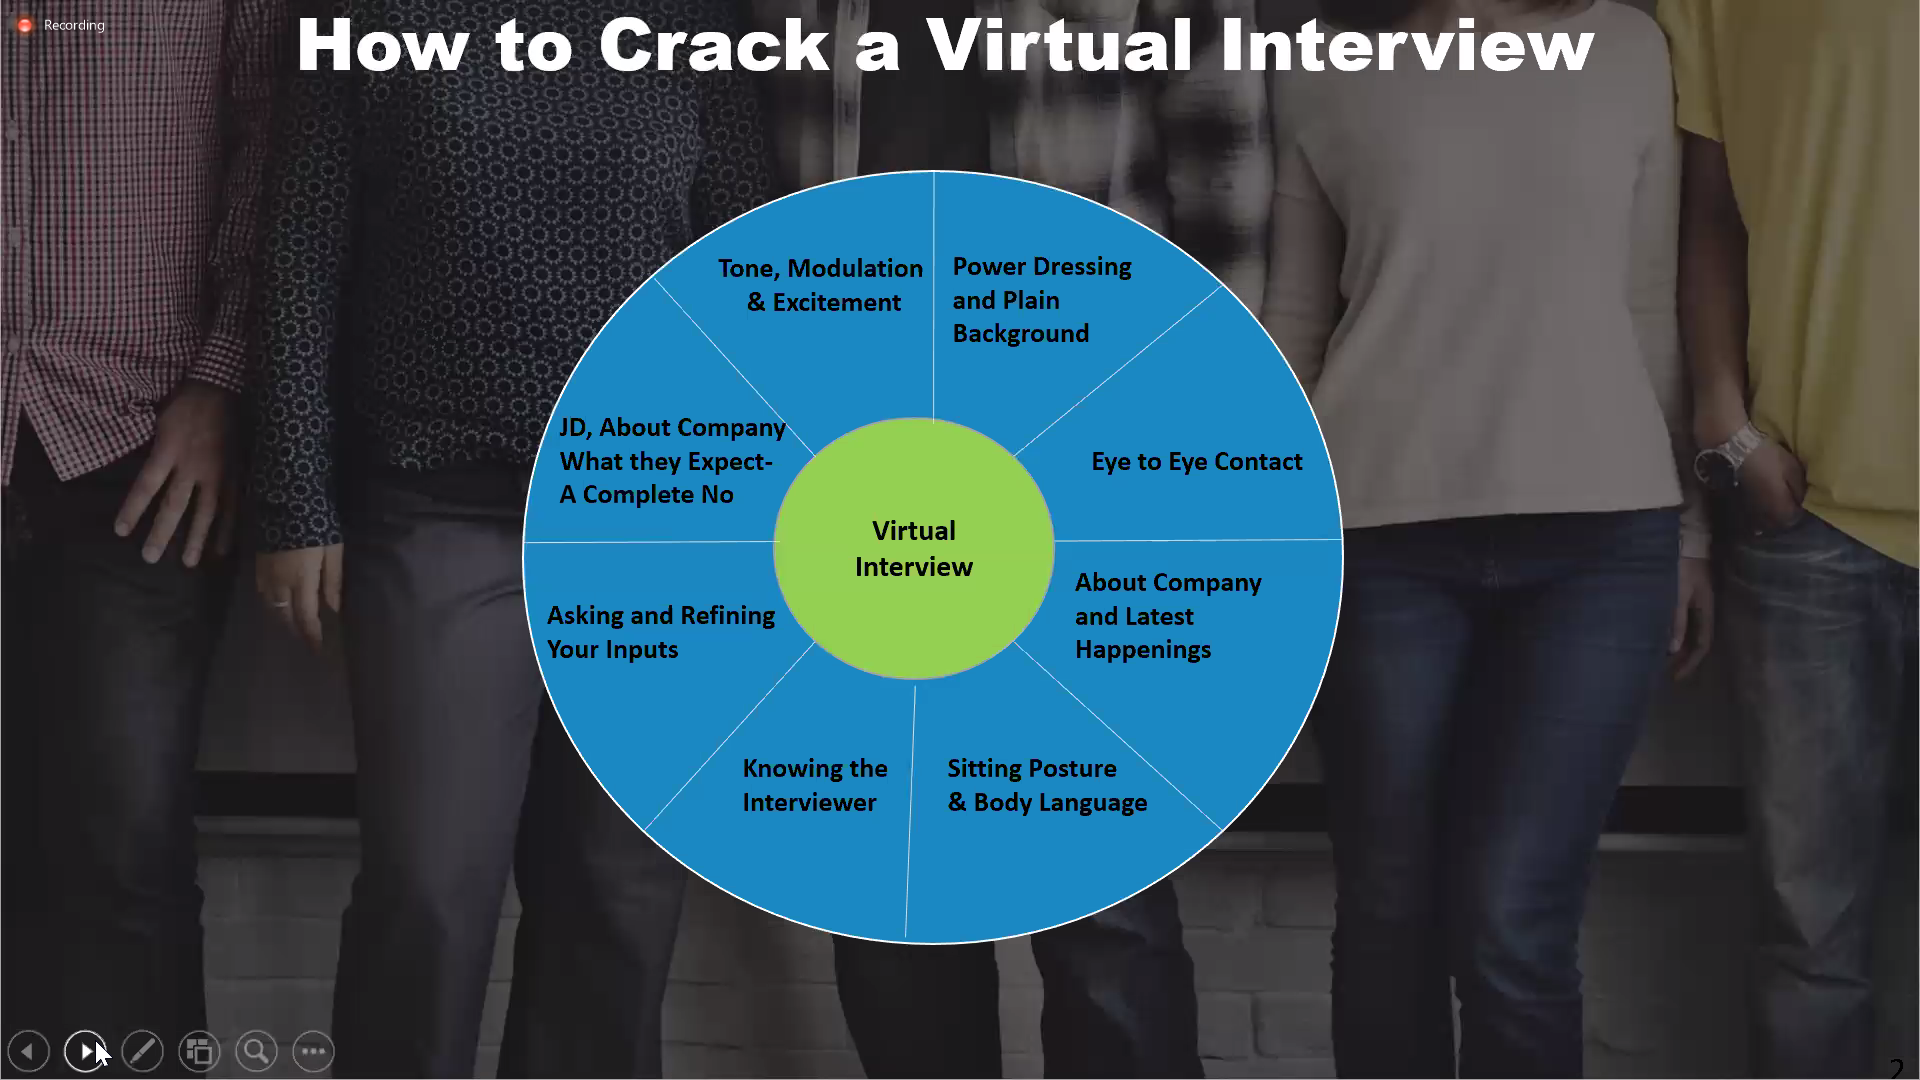 Recording
How to Crack a Virtual Interview
Tone, Modulation
& Excitement
Power Dressing
and Plain
Background
JD, About Company
What they Expect-
A Complete No
Eye to Eye Contact
Virtual
Interview
About Company
and Latest
Happenings
Asking and Refining
Your Inputs
Knowing the
Interviewer
Sitting Posture
& Body Language
2